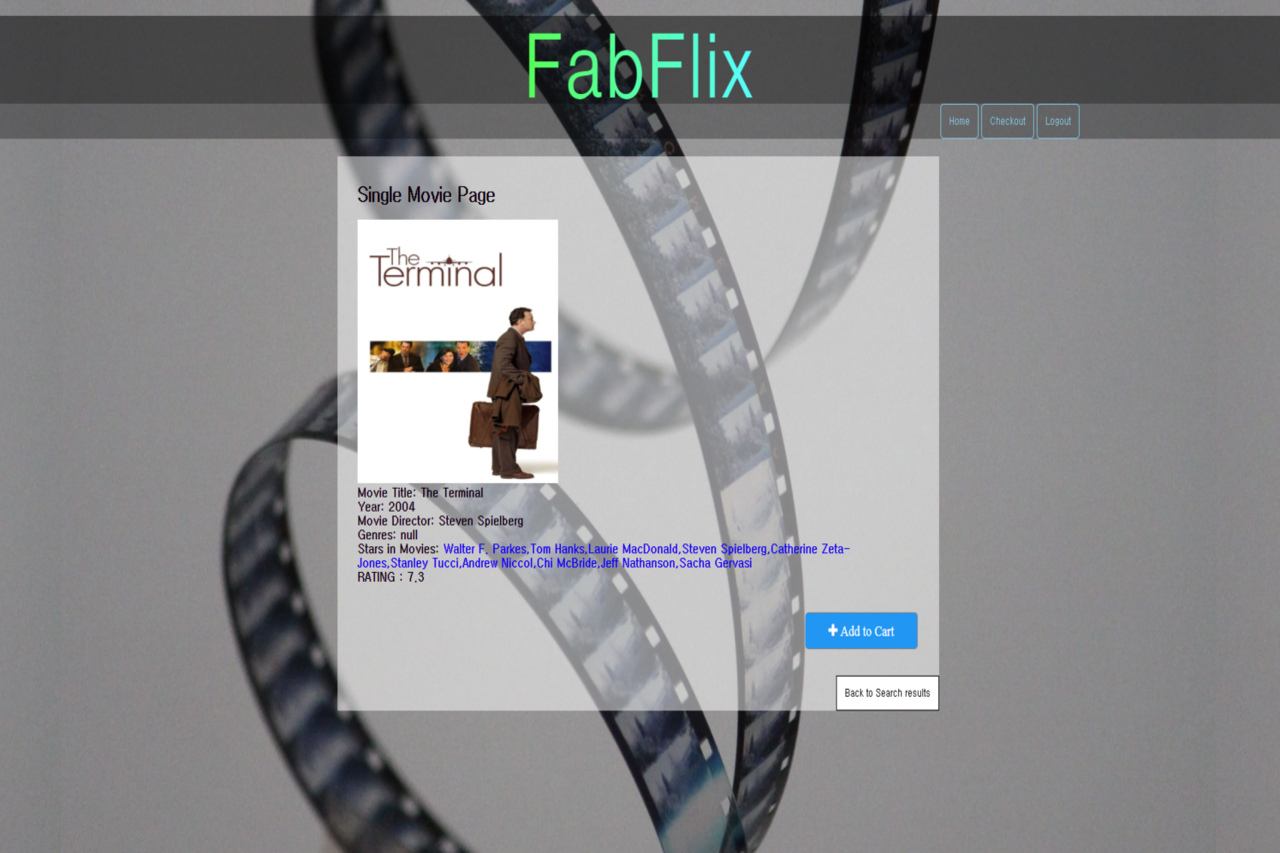 FabFlix
Home Checkout Logout
Single Movie Page
The
Terminal
Movie Title: The Terminal
Year: 2004
Movie Director: Steven Spielberg
Genres: null
Stars in Movies: Walter F. Parkes,Tom Hanks,Laurie MacDonald,Steven Spielberg,Catherine Zeta-
Jones,Stanley Tucci,Andrew Niccol,Chi McBride,Jeff Nathanson,Sacha Gervasi
RATING : 7.3
Add to Cart
Back to Search results